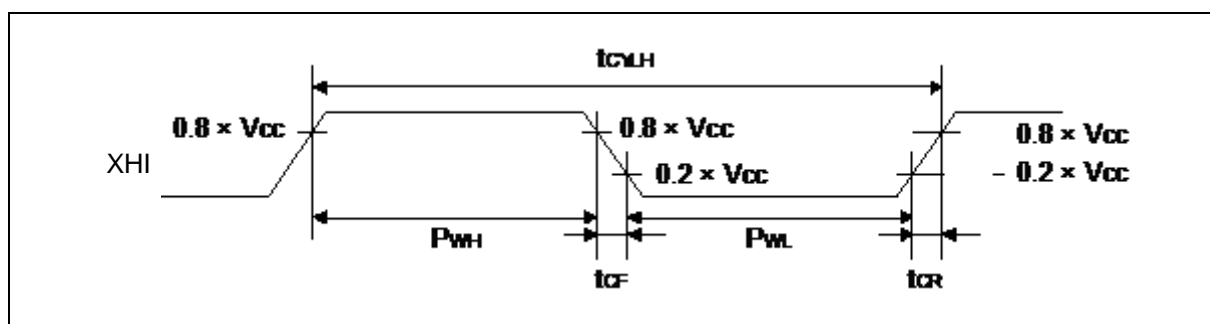 tCYLH
0.8 × VCC
0.8 × VCC
0.8 × VCC
XHI
0.2 × VCC
0.2 × VCC
PWH
PWL
tCF
tCR